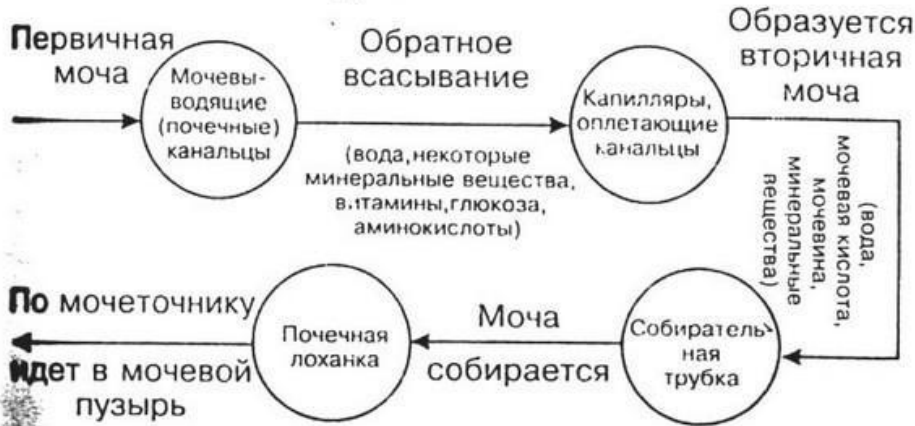 Первичная
моча
Мочевы-
водящие
(почечные)
канальцы
Обратное
всасывание
(вода, некоторые
минеральные вещества,
витамины, глюкоза,
аминокислоты)
Капилляры,
оплетающие
канальцы
Образуется
вторичная
моча
(вода,
мочевая кислота,
мочевина,
минеральные
вещества)
Собиратель-
ная
трубка
Моча
собирается
Почечная
лоханка
По мочеточнику
идет в мочевой
пузырь